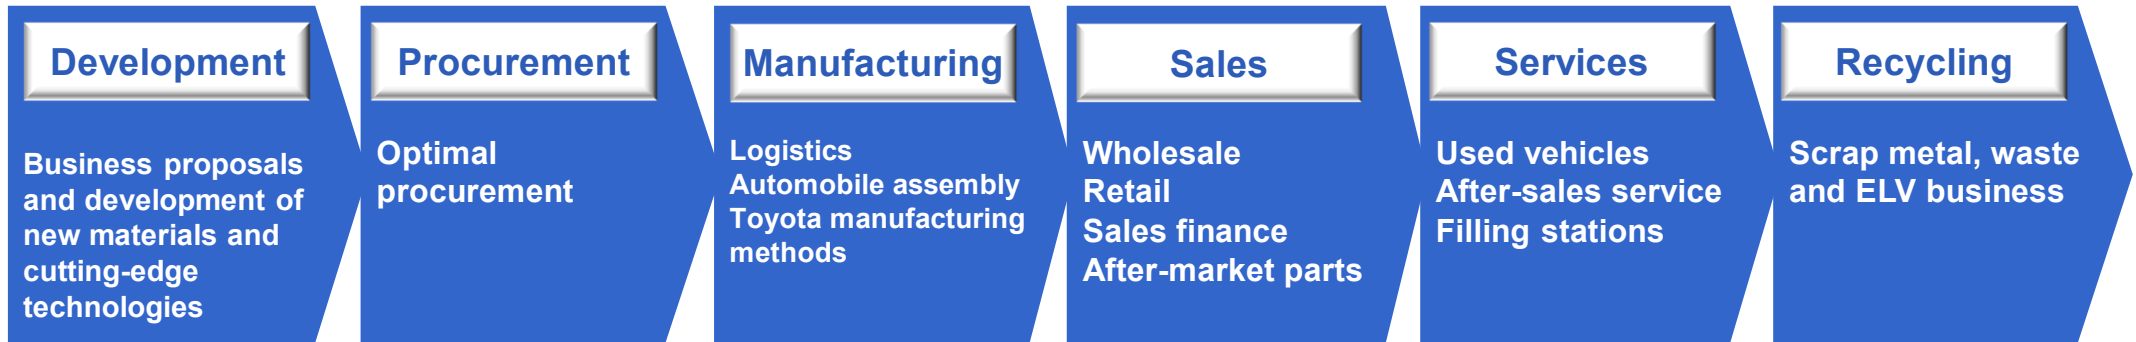 Development
Business proposals
and development of
new materials and
cutting-edge
technologies
Procurement
Optimal
procurement
Manufacturing
Logistics
Automobile assembly
Toyota manufacturing
methods
Sales
Wholesale
Retail
Sales finance
After-market parts
Services
Used vehicles
After-sales service
Filling stations
Recycling
Scrap metal, waste
and ELV business